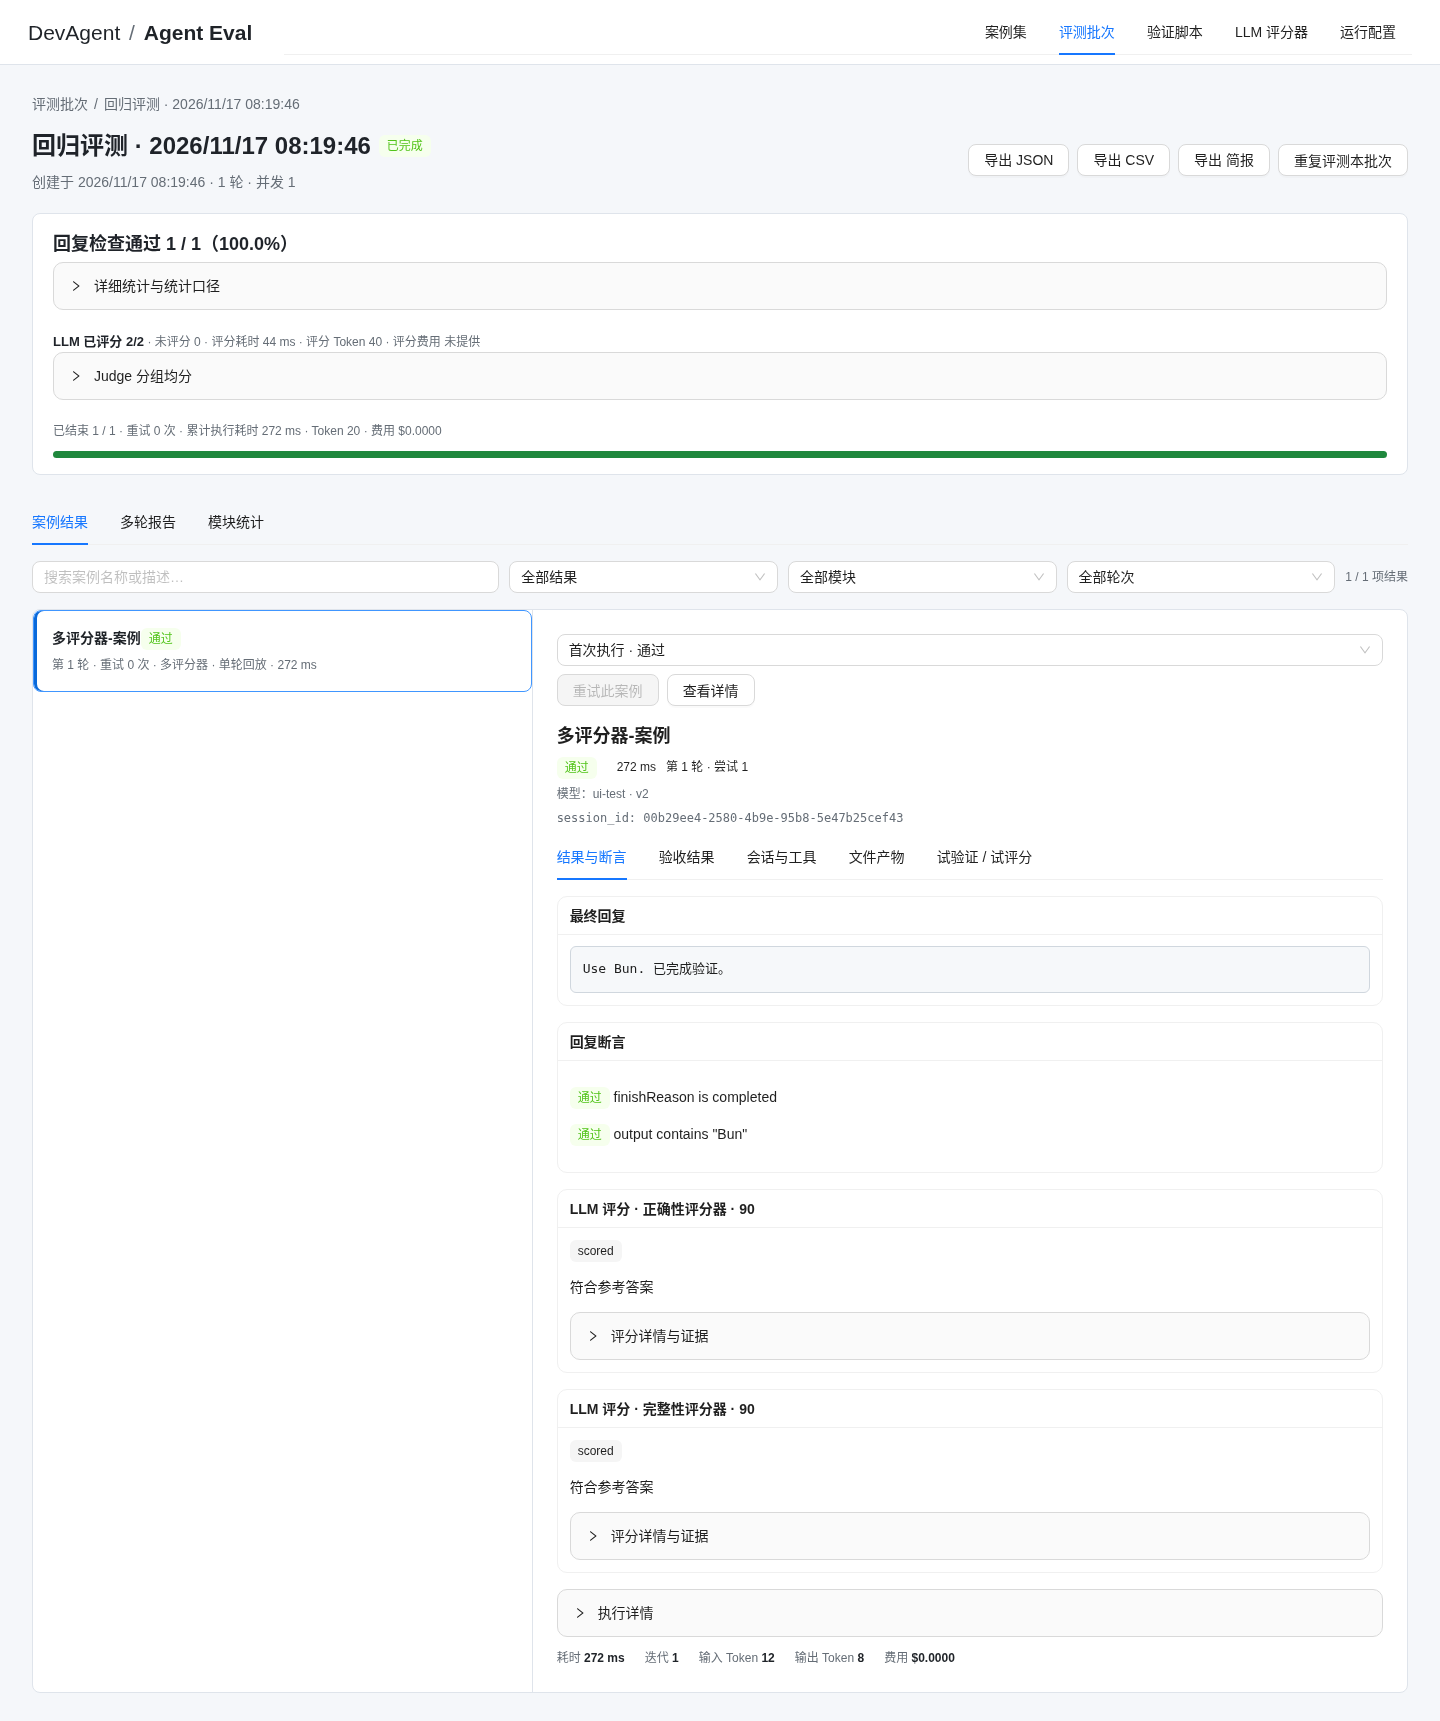 DevAgent / Agent Eval
案例集 评测批次 验证脚本 LLM 评分器 运行配置
评测批次 / 回归评测 · 2026/11/17 08:19:46
回归评测 · 2026/11/17 08:19:46 已完成
创建于 2026/11/17 08:19:46 · 1 轮 · 并发 1
导出 JSON 导出 CSV 导出 简报 重复评测本批次
回复检查通过 1 / 1（100.0%）
详细统计与统计口径
LLM 已评分 2/2 · 未评分 0 · 评分耗时 44 ms · 评分 Token 40 · 评分费用 未提供
Judge 分组均分
已结束 1 / 1 · 重试 0 次 · 累计执行耗时 272 ms · Token 20 · 费用 $0.0000
案例结果 多轮报告 模块统计
搜索案例名称或描述… 全部结果 全部模块 全部轮次 1 / 1 项结果
多评分器-案例 通过
第 1 轮 · 重试 0 次 · 多评分器 · 单轮回放 · 272 ms
首次执行 · 通过
重试此案例 查看详情
多评分器-案例
通过 272 ms 第 1 轮 · 尝试 1
模型：ui-test · v2
session_id: 00b29ee4-2580-4b9e-95b8-5e47b25cef43
结果与断言 验收结果 会话与工具 文件产物 试验证 / 试评分
最终回复
Use Bun. 已完成验证。
回复断言
通过 finishReason is completed
通过 output contains "Bun"
LLM 评分 · 正确性评分器 · 90
scored
符合参考答案
评分详情与证据
LLM 评分 · 完整性评分器 · 90
scored
符合参考答案
评分详情与证据
执行详情
耗时 272 ms 迭代 1 输入 Token 12 输出 Token 8 费用 $0.0000